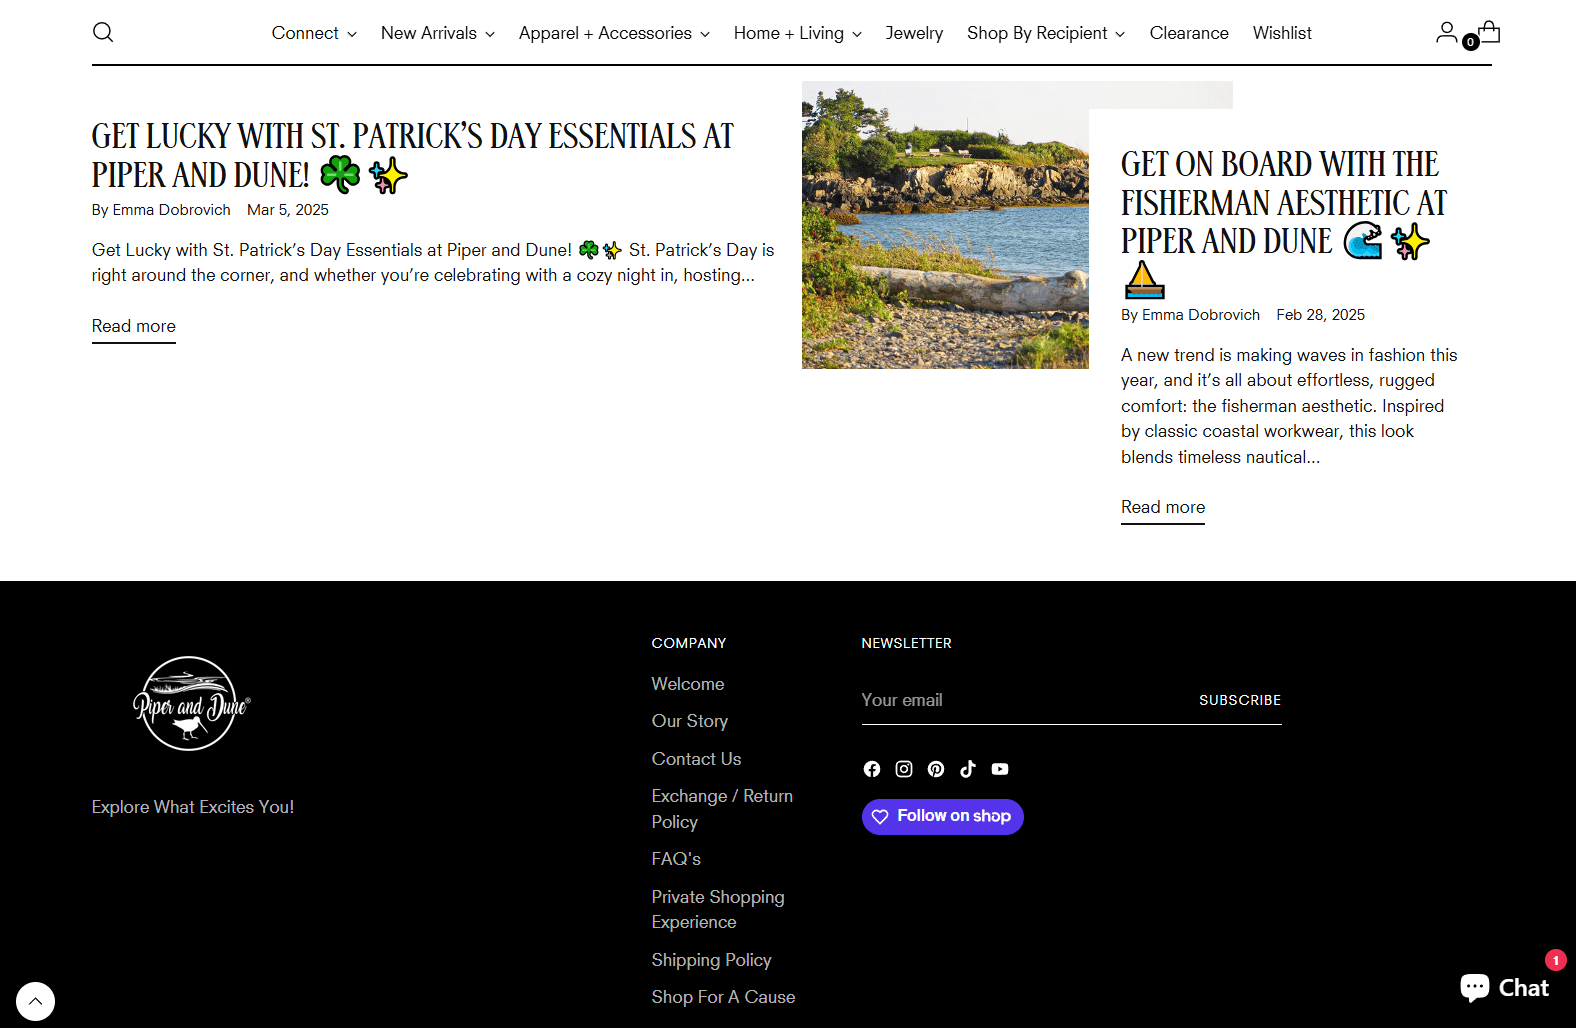 Connect New Arrivals Apparel + Accessories Home + Living Jewelry Shop By Recipient Clearance Wishlist
0
GET LUCKY WITH ST. PATRICK’S DAY ESSENTIALS AT
PIPER AND DUNE! ☘️✨
By Emma Dobrovich Mar 5, 2025
Get Lucky with St. Patrick’s Day Essentials at Piper and Dune! ☘️✨ St. Patrick’s Day is
right around the corner, and whether you’re celebrating with a cozy night in, hosting...
Read more
GET ON BOARD WITH THE
FISHERMAN AESTHETIC AT
PIPER AND DUNE 🌊✨
⛵
By Emma Dobrovich Feb 28, 2025
A new trend is making waves in fashion this
year, and it’s all about effortless, rugged
comfort: the fisherman aesthetic. Inspired
by classic coastal workwear, this look
blends timeless nautical...
Read more
Piper and Dune®
Explore What Excites You!
COMPANY
Welcome
Our Story
Contact Us
Exchange / Return
Policy
FAQ's
Private Shopping
Experience
Shipping Policy
Shop For A Cause
NEWSLETTER
Your email SUBSCRIBE
Follow on shop
1
Chat